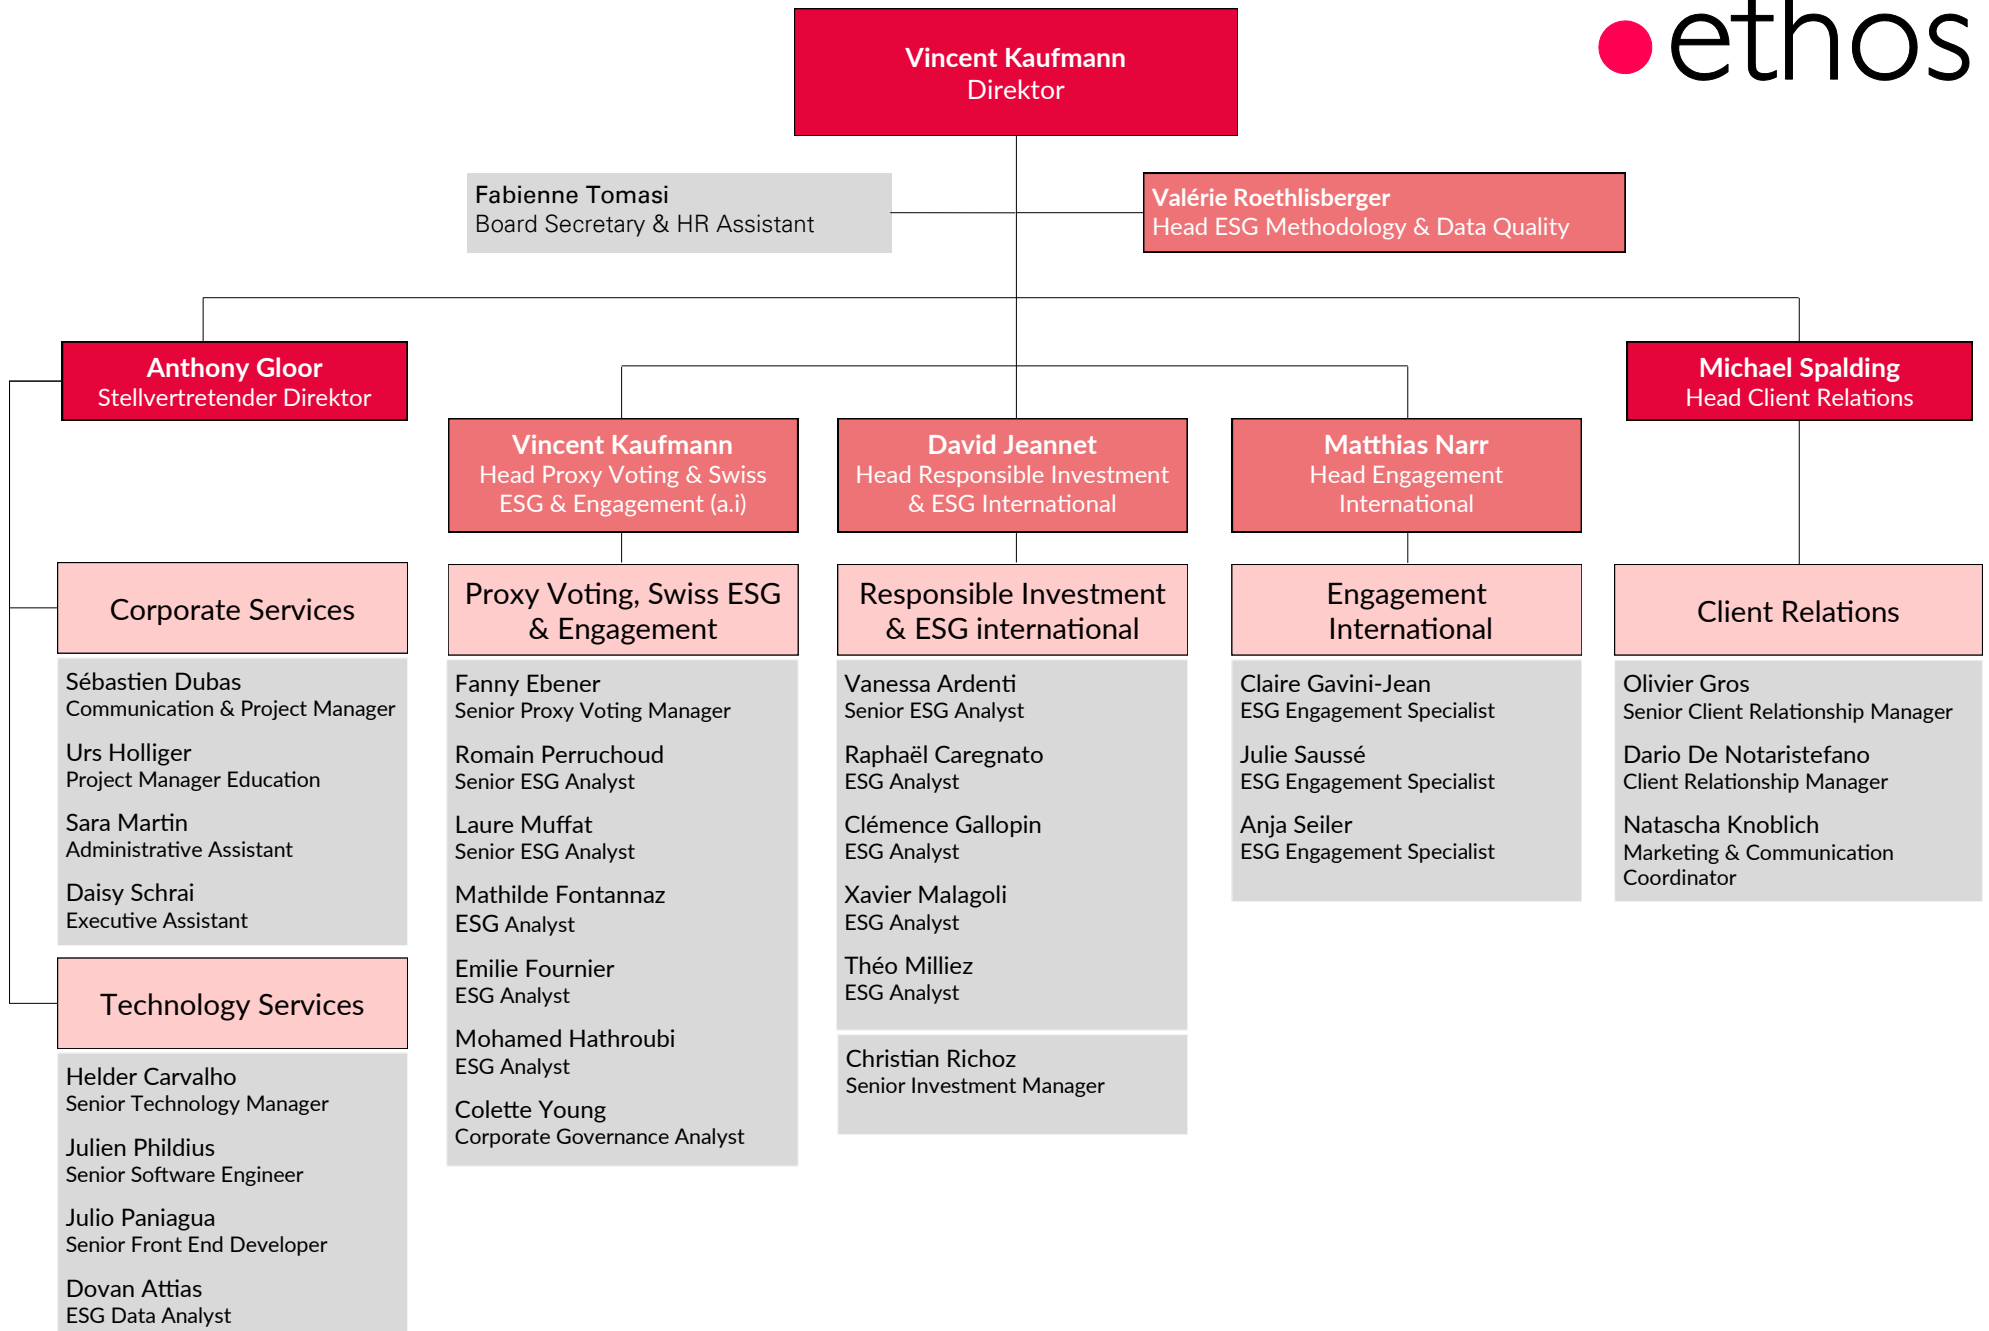 ethos
Vincent Kaufmann
Direktor
Fabienne Tomasi
Board Secretary & HR Assistant
Valérie Roethlisberger
Head ESG Methodology & Data Quality
Anthony Gloor
Stellvertretender Direktor
Michael Spalding
Head Client Relations
Vincent Kaufmann
Head Proxy Voting & Swiss
ESG & Engagement (a.i)
David Jeannet
Head Responsible Investment
& ESG International
Matthias Narr
Head Engagement
International
Corporate Services
Sébastien Dubas
Communication & Project Manager
Urs Holliger
Project Manager Education
Sara Martin
Administrative Assistant
Daisy Schrai
Executive Assistant
Technology Services
Helder Carvalho
Senior Technology Manager
Julien Phildius
Senior Software Engineer
Julio Paniagua
Senior Front End Developer
Dovan Attias
ESG Data Analyst
Proxy Voting, Swiss ESG
& Engagement
Fanny Ebener
Senior Proxy Voting Manager
Romain Perruchoud
Senior ESG Analyst
Laure Muffat
Senior ESG Analyst
Mathilde Fontannaz
ESG Analyst
Emilie Fournier
ESG Analyst
Mohamed Hathroubi
ESG Analyst
Colette Young
Corporate Governance Analyst
Responsible Investment
& ESG international
Vanessa Ardenti
Senior ESG Analyst
Raphaël Caregnato
ESG Analyst
Clémence Gallopin
ESG Analyst
Xavier Malagoli
ESG Analyst
Théo Milliez
ESG Analyst
Christian Richoz
Senior Investment Manager
Engagement
International
Claire Gavini-Jean
ESG Engagement Specialist
Julie Saussé
ESG Engagement Specialist
Anja Seiler
ESG Engagement Specialist
Client Relations
Olivier Gros
Senior Client Relationship Manager
Dario De Notaristefano
Client Relationship Manager
Natascha Knoblich
Marketing & Communication
Coordinator